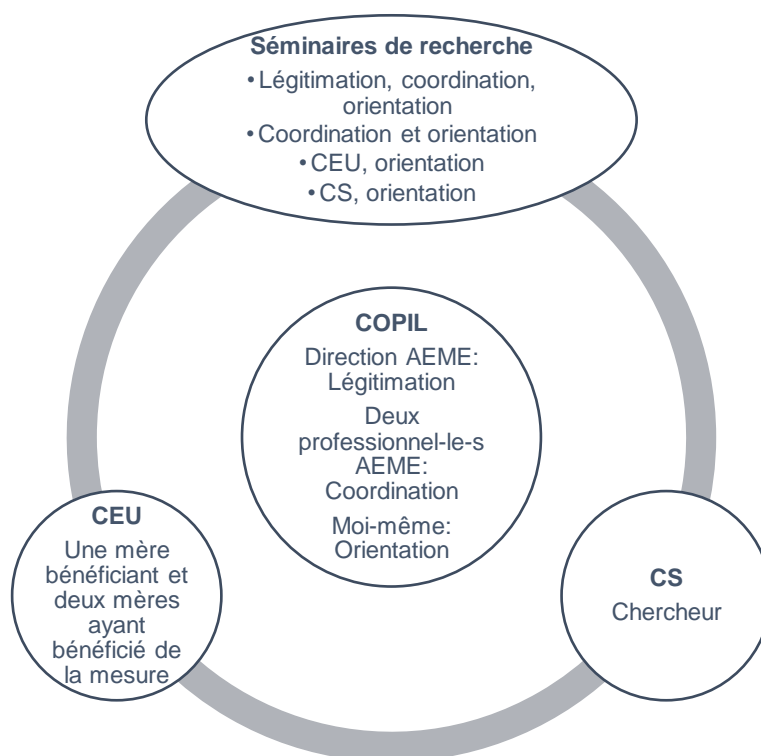 Séminaires de recherche
•Légitimation, coordination,
orientation
•Coordination et orientation
•CEU, orientation
•CS, orientation
COPIL
Direction AEME:
Légitimation
Deux
professionnel-le-s
AEME:
Coordination
Moi-même:
Orientation
CEU
Une mère
bénéficiant et
deux mères
ayant
bénéficié de
la mesure
CS
Chercheur